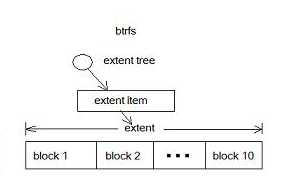 btrfs
extent tree
extent item
extent
block 1 block 2 ▪ ▪ ▪ block 10